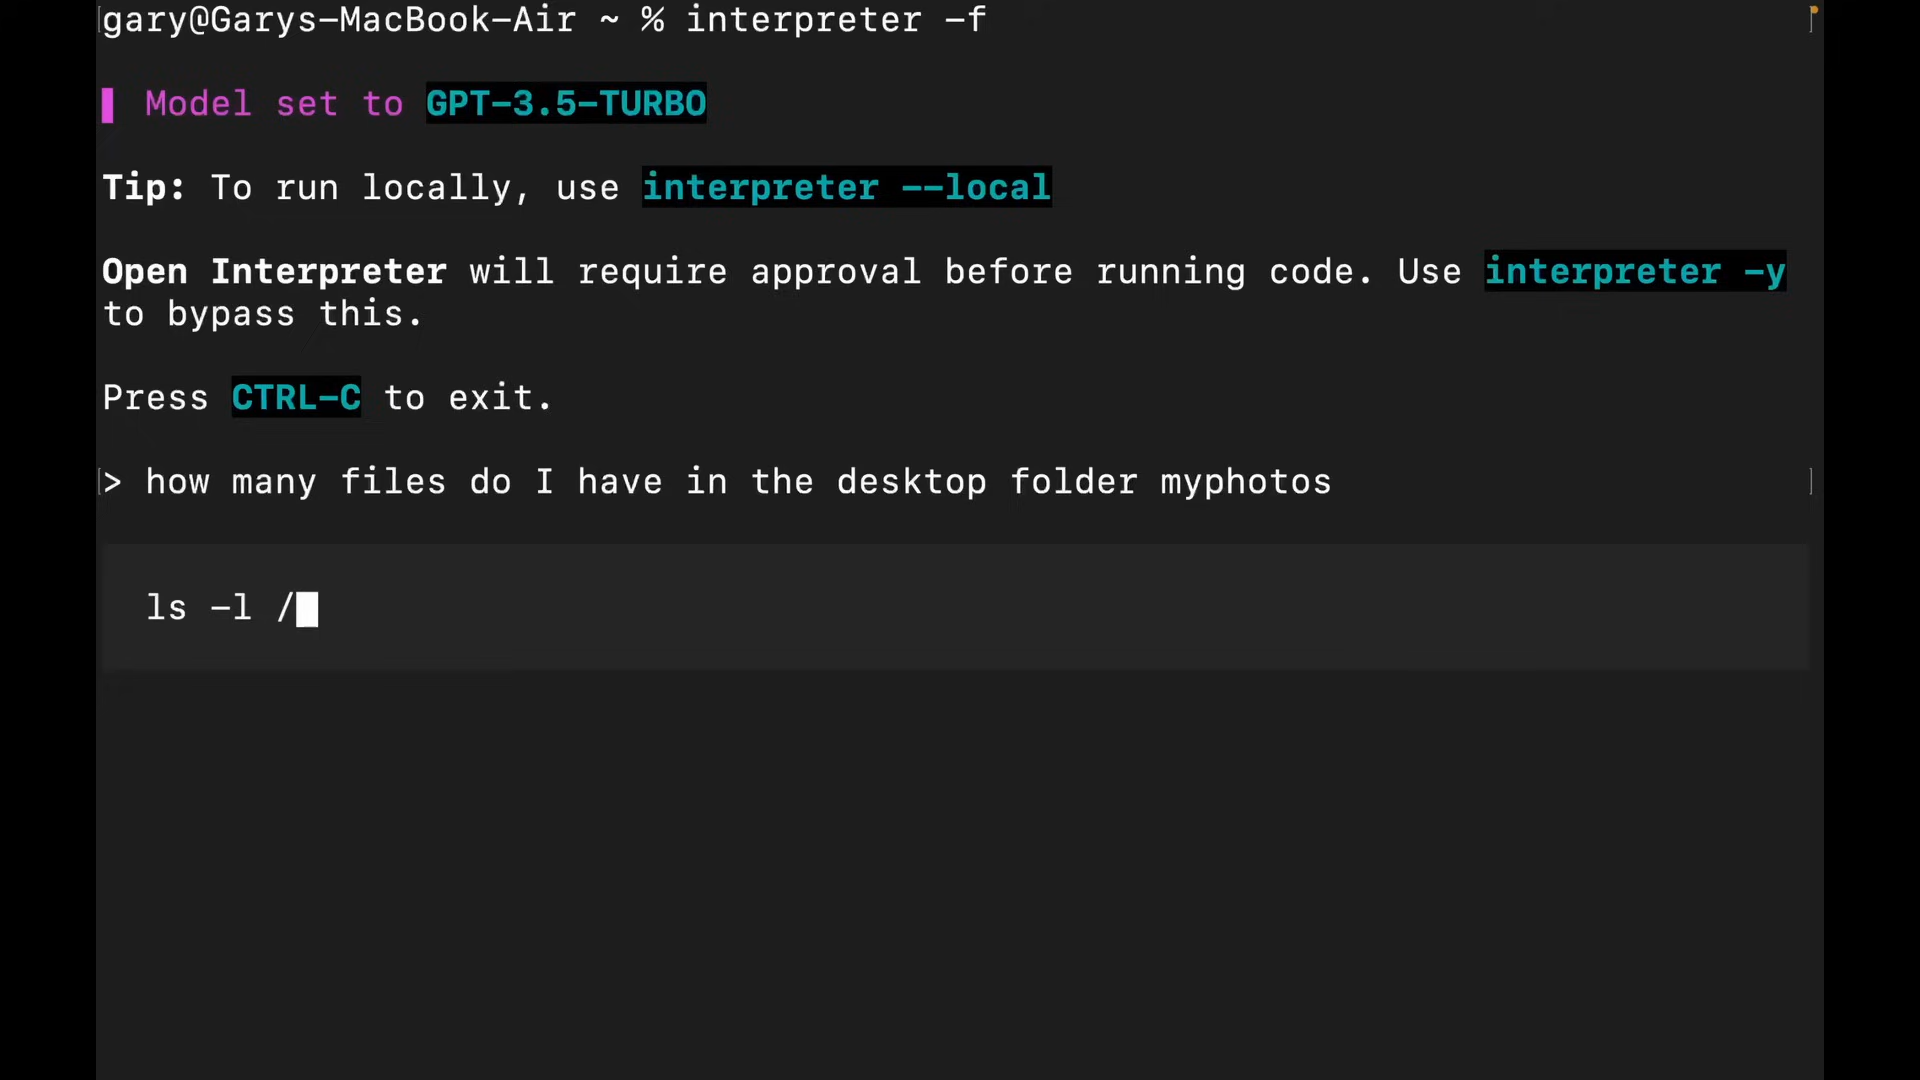 gary@Garys-MacBook-Air ~ % interpreter -f
Model set to GPT-3.5-TURBO
Tip: To run locally, use interpreter --local
Open Interpreter will require approval before running code. Use interpreter -y
to bypass this.
Press CTRL-C to exit.
> how many files do I have in the desktop folder myphotos
ls -l /